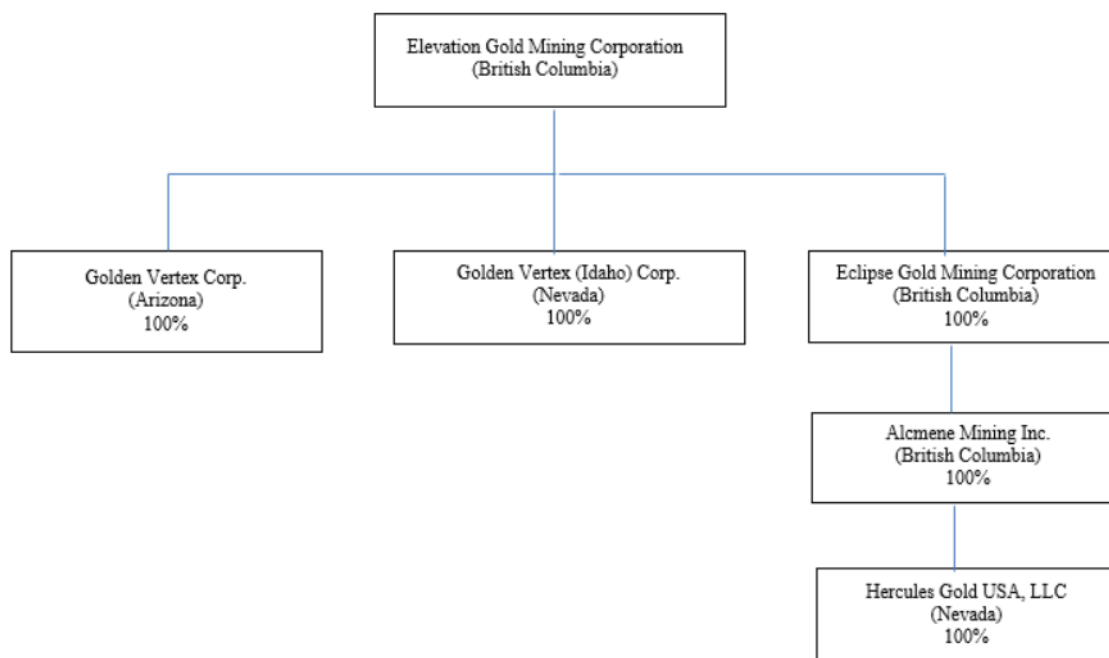 Elevation Gold Mining Corporation
(British Columbia)
Golden Vertex Corp.
(Arizona)
100%
Golden Vertex (Idaho) Corp.
(Nevada)
100%
Eclipse Gold Mining Corporation
(British Columbia)
100%
Alcmene Mining Inc.
(British Columbia)
100%
Hercules Gold USA, LLC
(Nevada)
100%